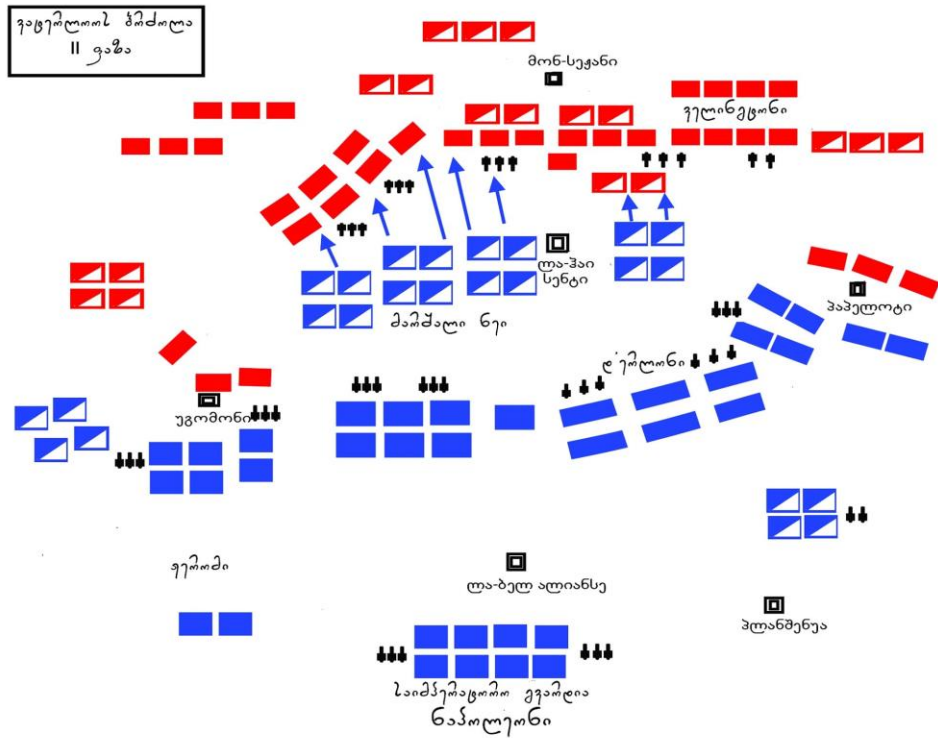 ვატერლოოს ბრძოლა
II ფაზა
მონ-სეჟანი
ველინგტონი
ლა-ჰაი
სენტი
პაპელოტი
მარშალი ნეი
დ'ერლონი
უგომონი
ჟერომი
ლა-ბელ ალიანსე
პლანშენუა
საიმპერატორო გვარდია
ნაპოლეონი